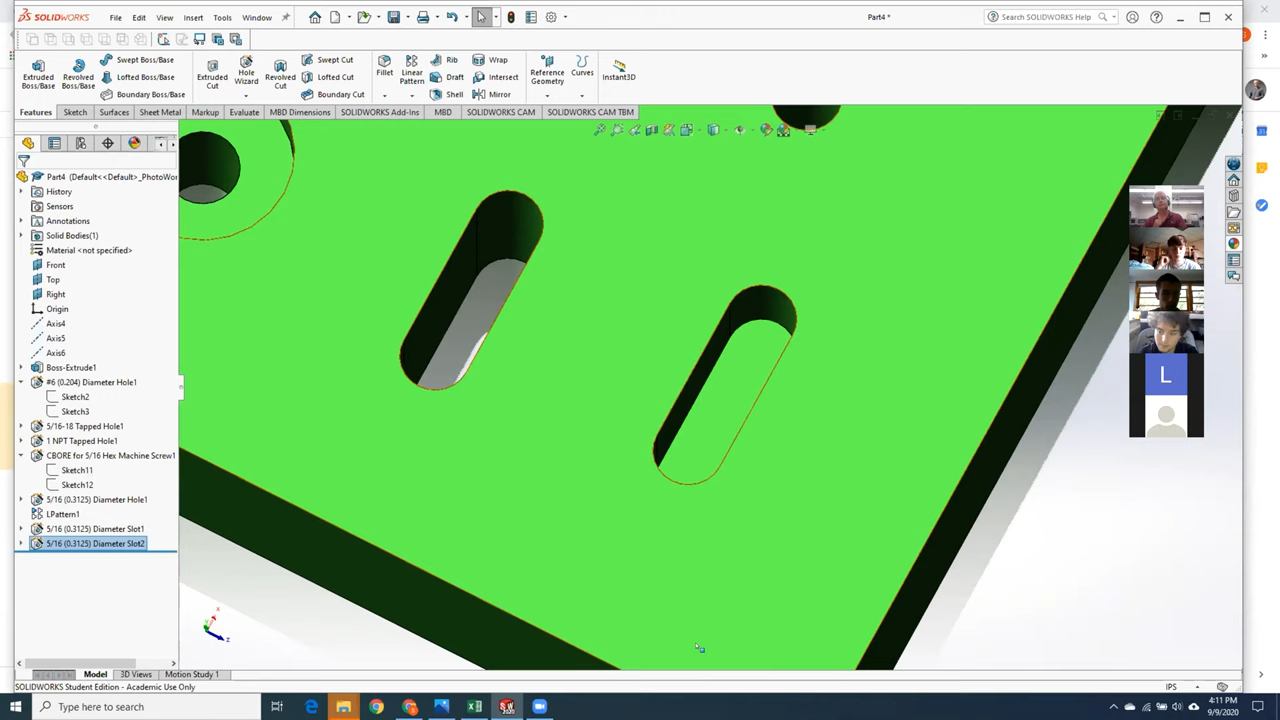 SOLIDWORKS
File
Edit
View
Insert
Tools
Window
Part4 *
Search SOLIDWORKS Help
Extruded Boss/Base
Revolved Boss/Base
Swept Boss/Base
Lofted Boss/Base
Boundary Boss/Base
Extruded Cut
Hole Wizard
Revolved Cut
Swept Cut
Lofted Cut
Boundary Cut
Fillet
Linear Pattern
Rib
Draft
Shell
Wrap
Intersect
Mirror
Reference Geometry
Curves
Instant3D
Features
Sketch
Surfaces
Sheet Metal
Markup
Evaluate
MBD Dimensions
SOLIDWORKS Add-Ins
MBD
SOLIDWORKS CAM
SOLIDWORKS CAM TBM
Part4 (Default<<Default>_PhotoWor
History
Sensors
Annotations
Solid Bodies(1)
Material <not specified>
Front
Top
Right
Origin
Axis4
Axis5
Axis6
Boss-Extrude1
#6 (0.204) Diameter Hole1
Sketch2
Sketch3
5/16-18 Tapped Hole1
1 NPT Tapped Hole1
CBORE for 5/16 Hex Machine Screw1
Sketch11
Sketch12
5/16 (0.3125) Diameter Hole1
LPattern1
5/16 (0.3125) Diameter Slot1
5/16 (0.3125) Diameter Slot2
L
x
z
Model
3D Views
Motion Study 1
SOLIDWORKS Student Edition - Academic Use Only
IPS
Type here to search
4:11 PM
9/9/2020